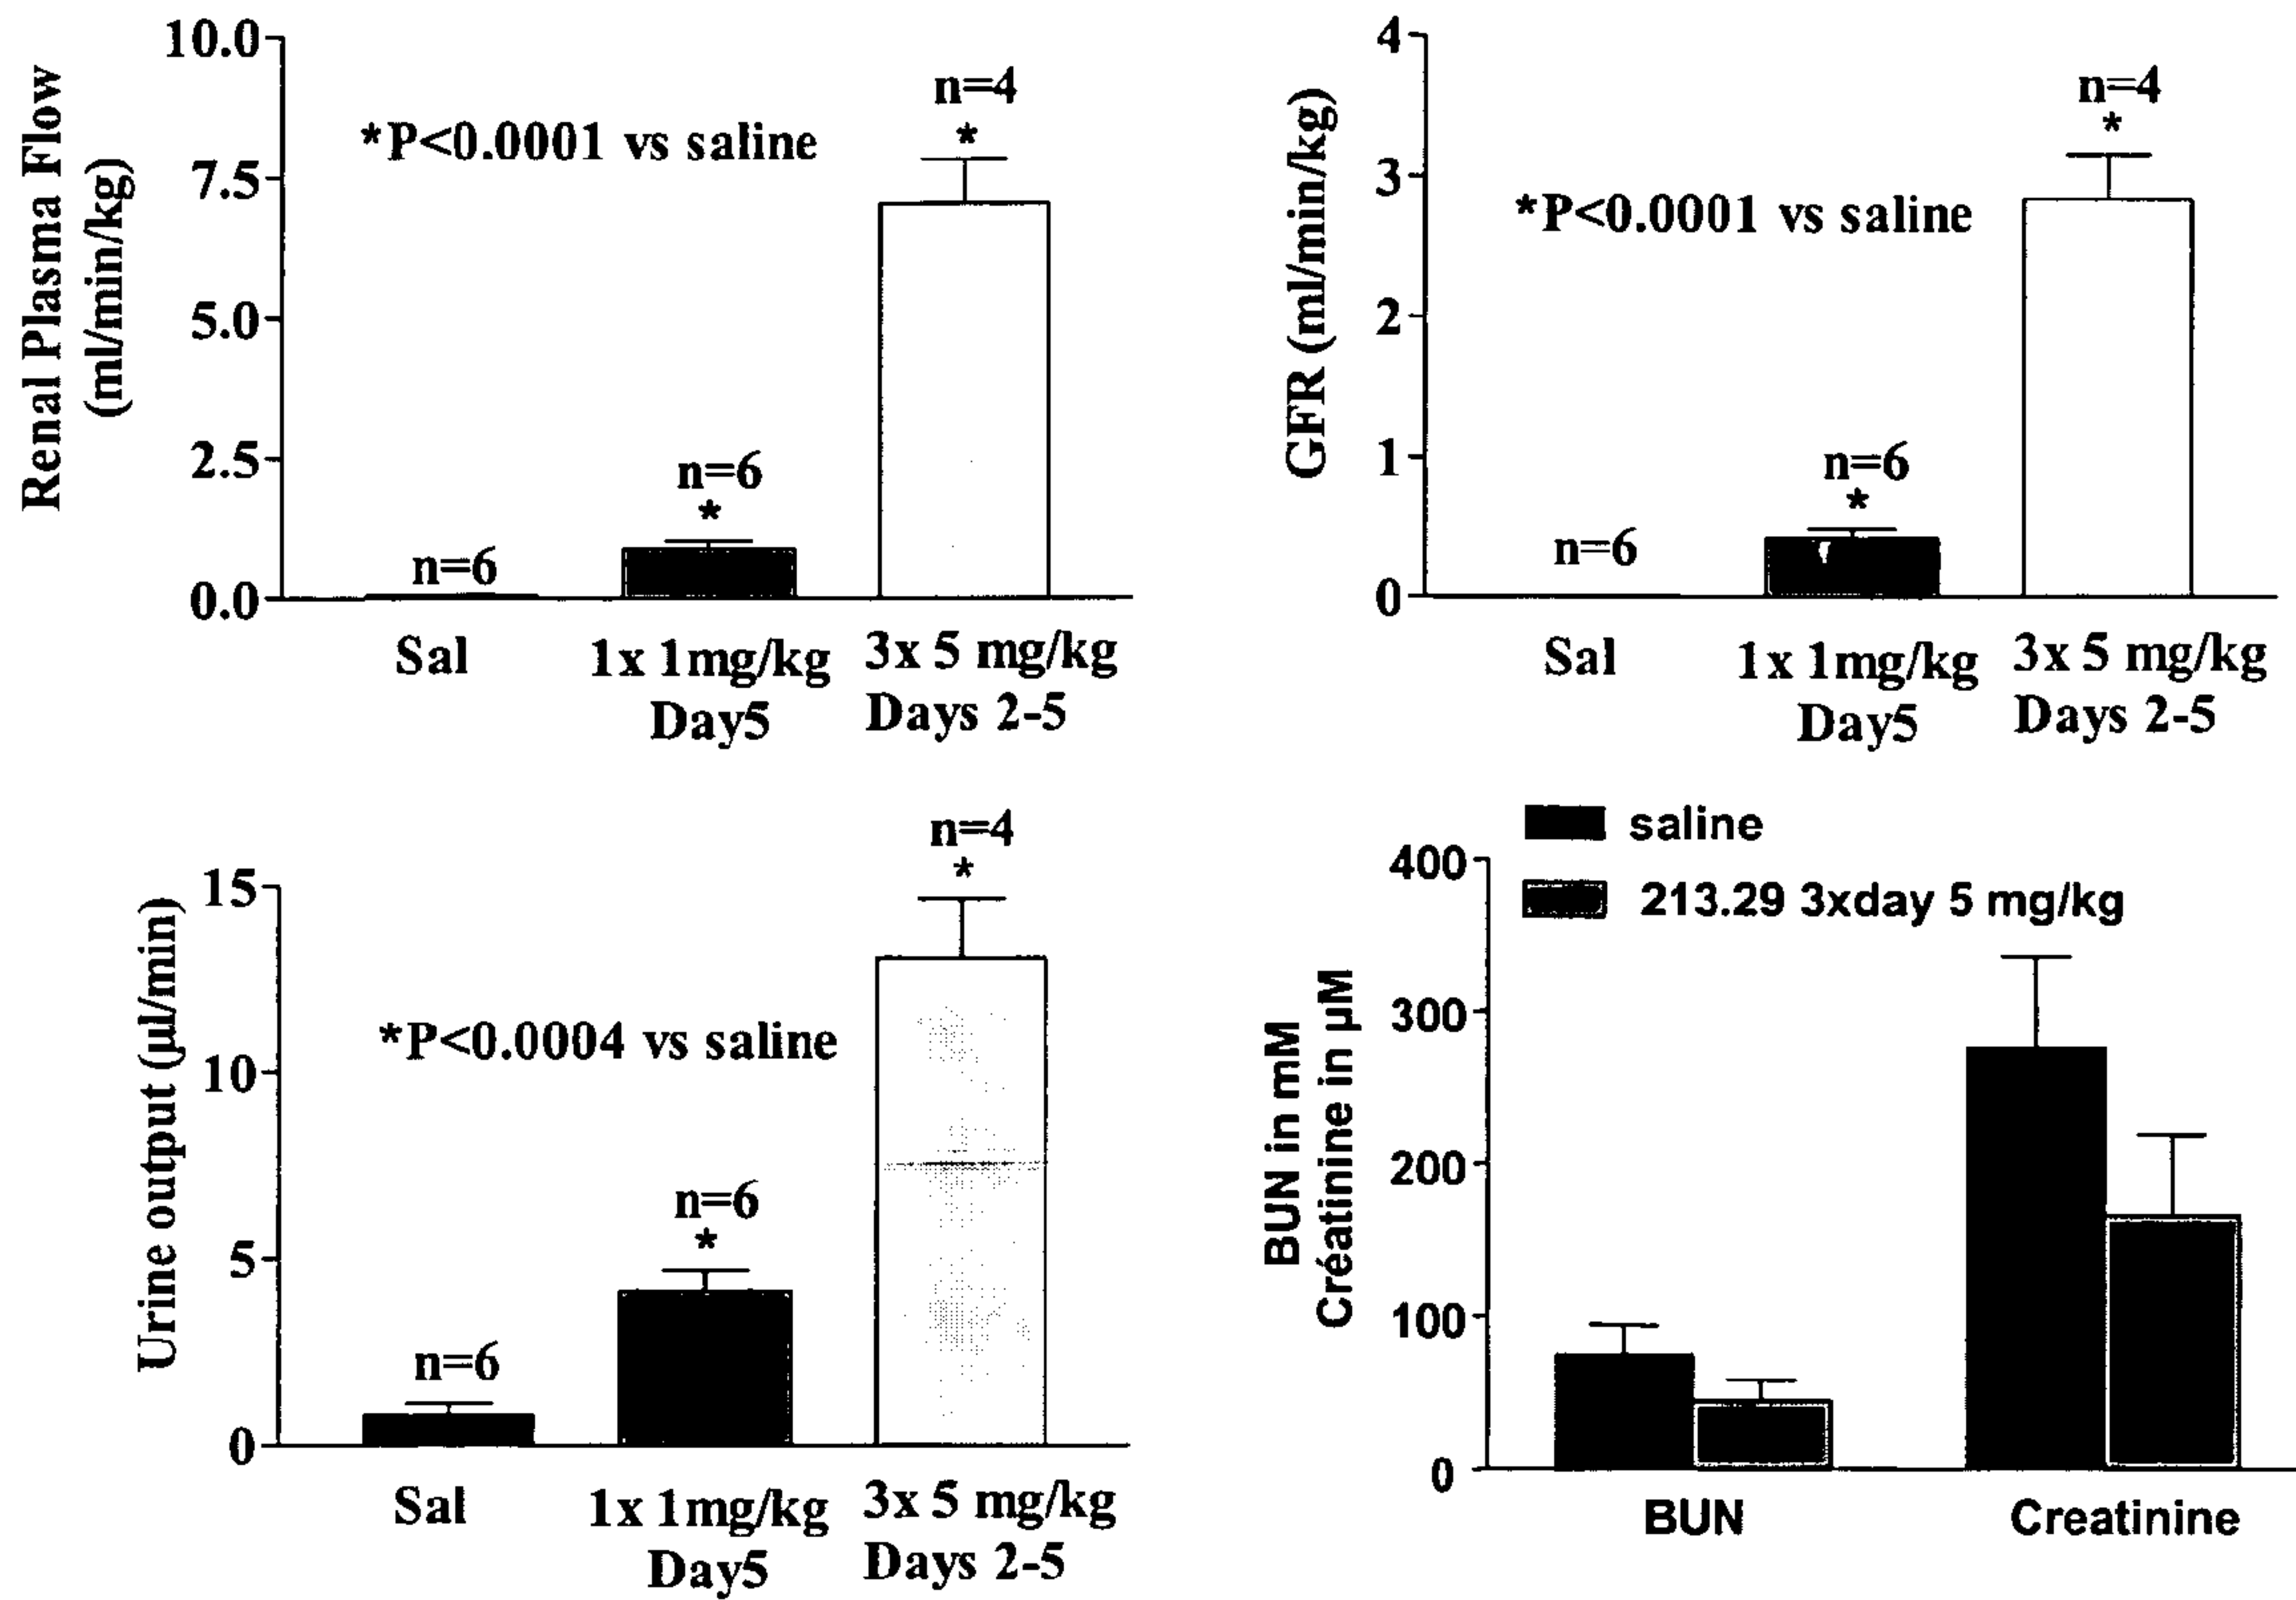 Renal Plasma Flow
(ml/min/kg)
10.0
7.5
5.0
2.5
0.0
*P<0.0001 vs saline
n=6
n=6
*
n=4
*
Sal
1x 1mg/kg
Day5
3x 5 mg/kg
Days 2-5
GFR (ml/min/kg)
4
3
2
1
0
*P<0.0001 vs saline
n=6
n=6
*
n=4
*
Sal
1x 1mg/kg
Day5
3x 5 mg/kg
Days 2-5
Urine output (µl/min)
15
10
5
0
*P<0.0004 vs saline
n=6
n=6
*
n=4
*
Sal
1x 1mg/kg
Day5
3x 5 mg/kg
Days 2-5
saline
213.29 3xday 5 mg/kg
BUN in mM
Créatinine in µM
400
300
200
100
0
BUN
Creatinine